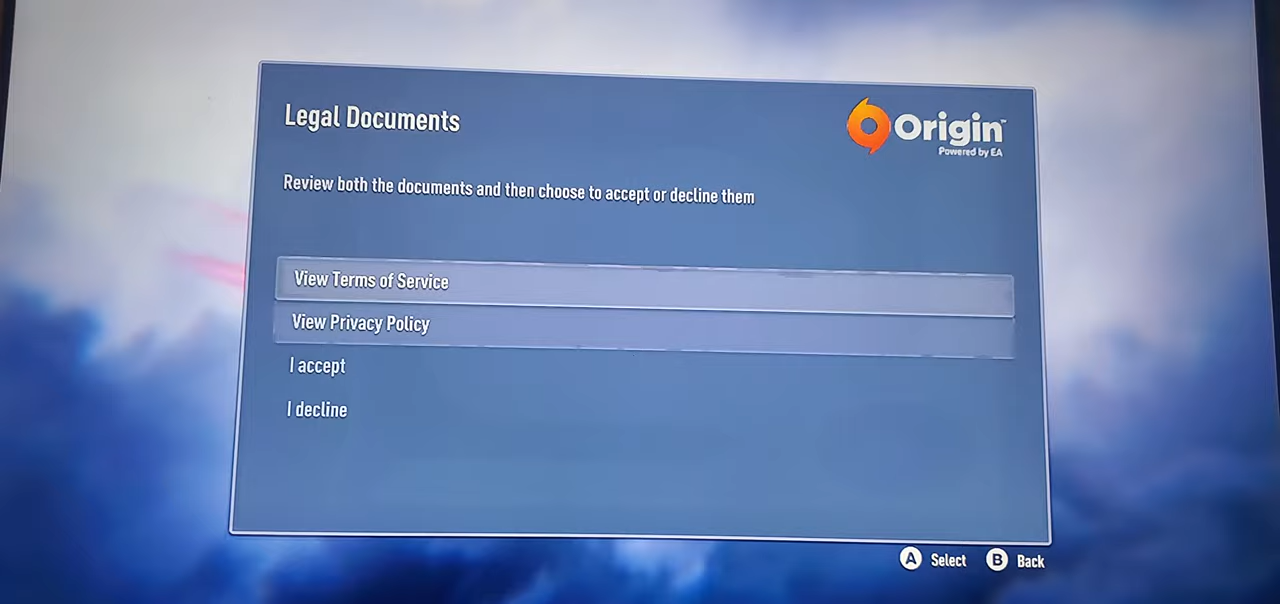 Legal Documents
Origin™
Powered by EA
Review both the documents and then choose to accept or decline them
View Terms of Service
View Privacy Policy
I accept
I decline
A Select B Back